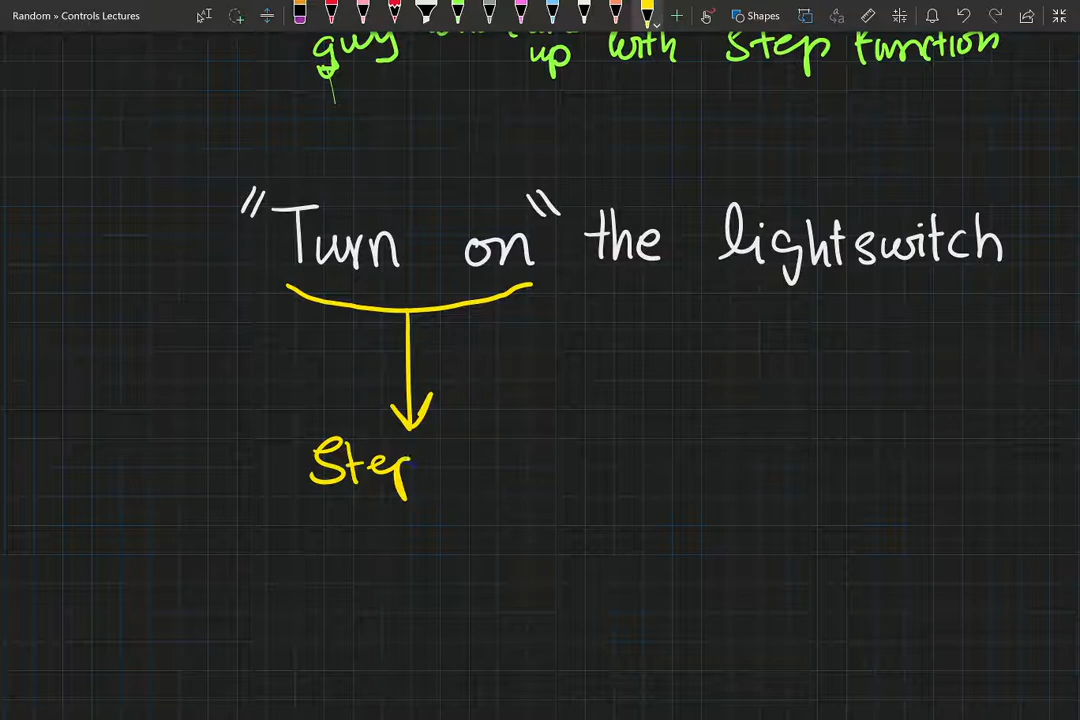 Random » Controls Lectures
Shapes
guy up with Step Function
"Turn on" the lightswitch
Step